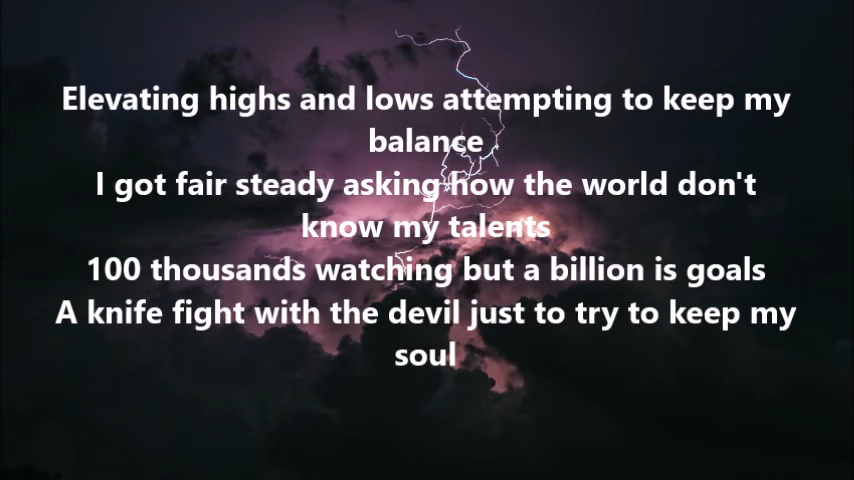 Elevating highs and lows attempting to keep my
balance
I got fair steady asking how the world don't
know my talents
100 thousands watching but a billion is goals
A knife fight with the devil just to try to keep my
soul